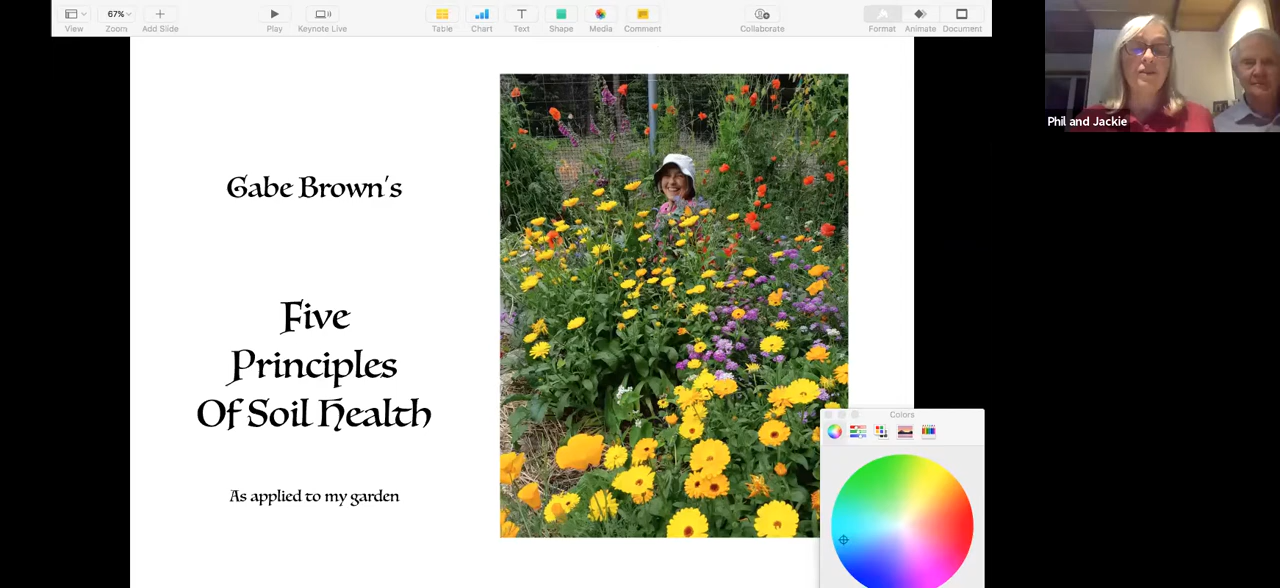 View
67%
Zoom
Add Slide
Play
Keynote Live
Table
Chart
Text
Shape
Media
Comment
Collaborate
Format
Animate
Document
Phil and Jackie
Gabe Brown's
Five
Principles
Of Soil Health
As applied to my garden
Colors